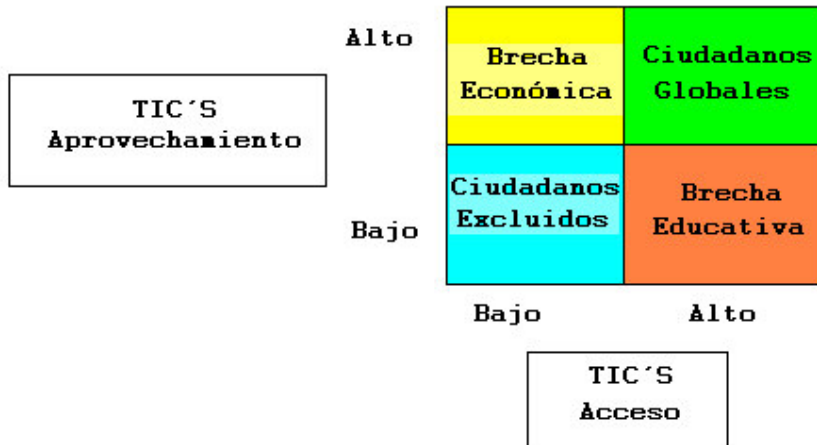 Alto
Brecha
Económica
Ciudadanos
Globales
TIC´S
Aprovechamiento
Bajo
Ciudadanos
Excluidos
Brecha
Educativa
Bajo
Alto
TIC´S
Acceso